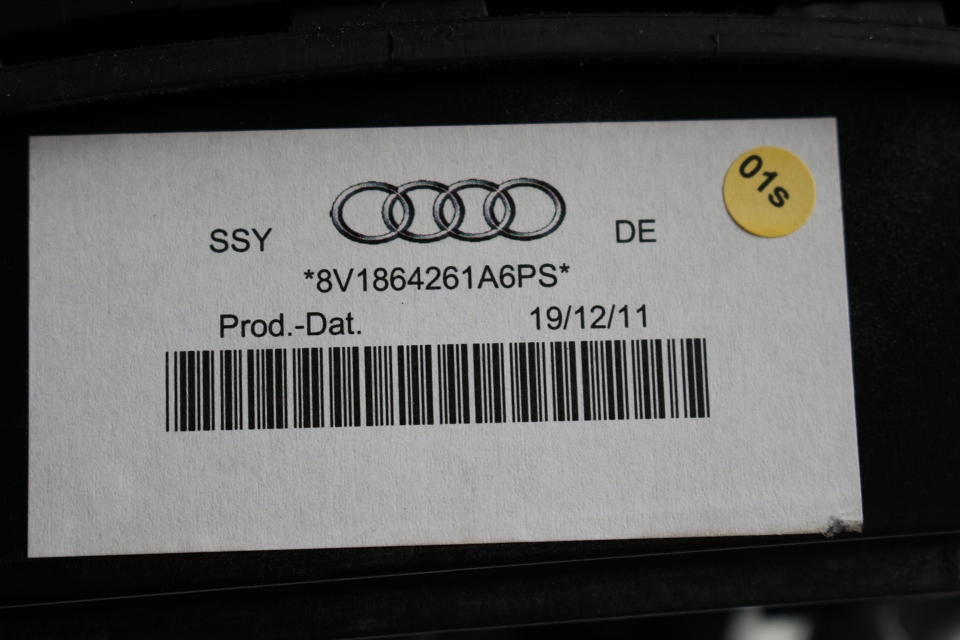 01s
SSY DE
*8V1864261A6PS*
Prod.-Dat. 19/12/11